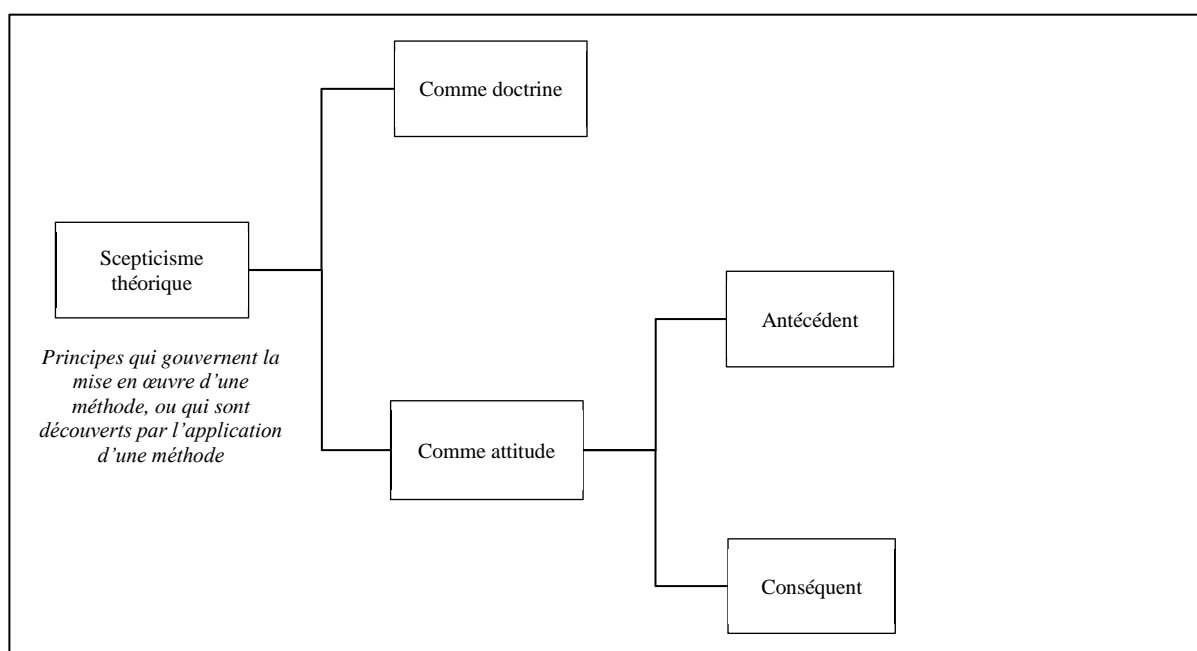 Comme doctrine
Scepticisme
théorique
Principes qui gouvernent la
mise en œuvre d’une
méthode, ou qui sont
découverts par l’application
d’une méthode
Comme attitude
Antécédent
Conséquent